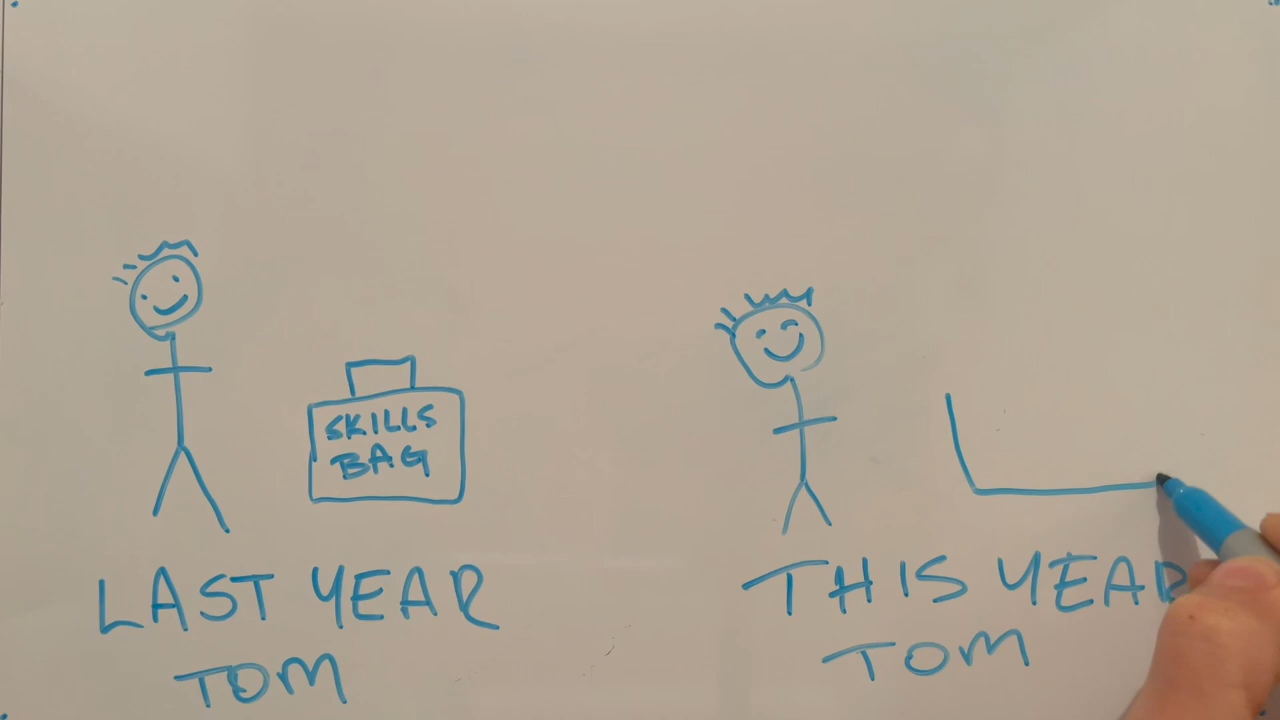 SKILLS
BAG
LAST YEAR
TOM
THIS YEAR
TOM